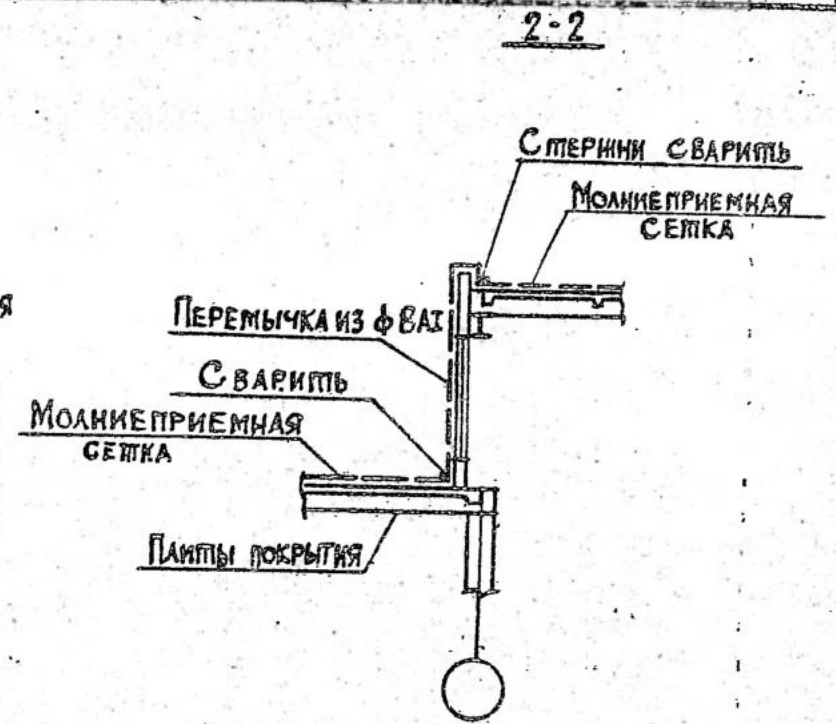 2-2
Стержни сварить
Молниеприемная
сетка
я
Перемычка из ф8АI
Сварить
Молниеприемная
сетка
Плиты покрытия